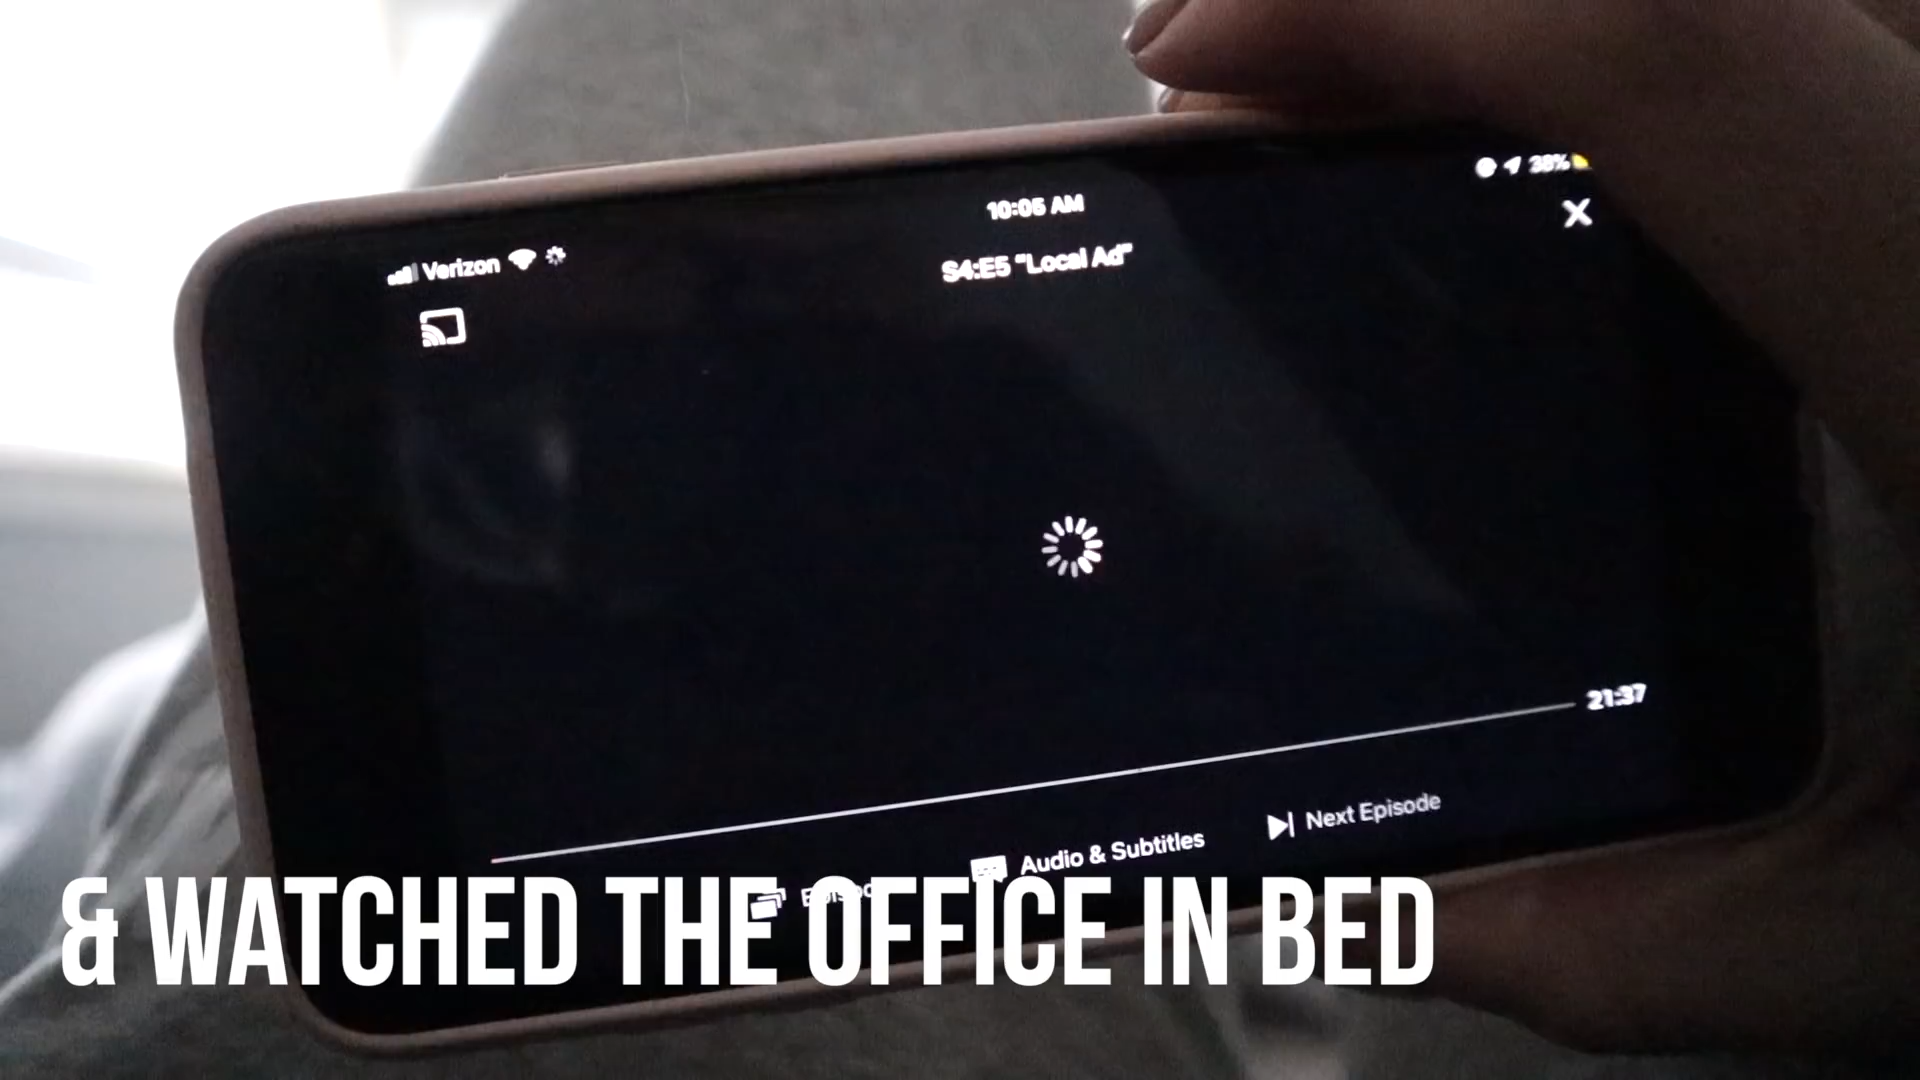 10:05 AM
38%
Verizon
S4:E5 "Local Ad"
21:37
Next Episode
Audio & Subtitles
& WATCHED THE OFFICE IN BED